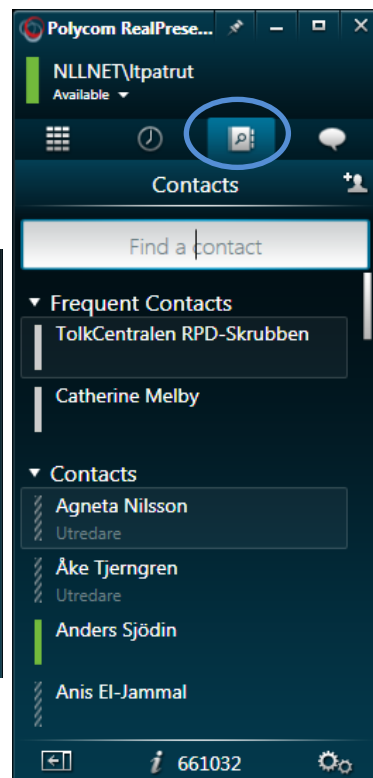 Polycom RealPrese...
NLLNET\ltpatrut
Available
Contacts
Find a contact
Frequent Contacts
TolkCentralen RPD-Skrubben
Catherine Melby
Contacts
Agneta Nilsson
Utredare
Åke Tjerngren
Utredare
Anders Sjödin
Anis El-Jammal
i 661032